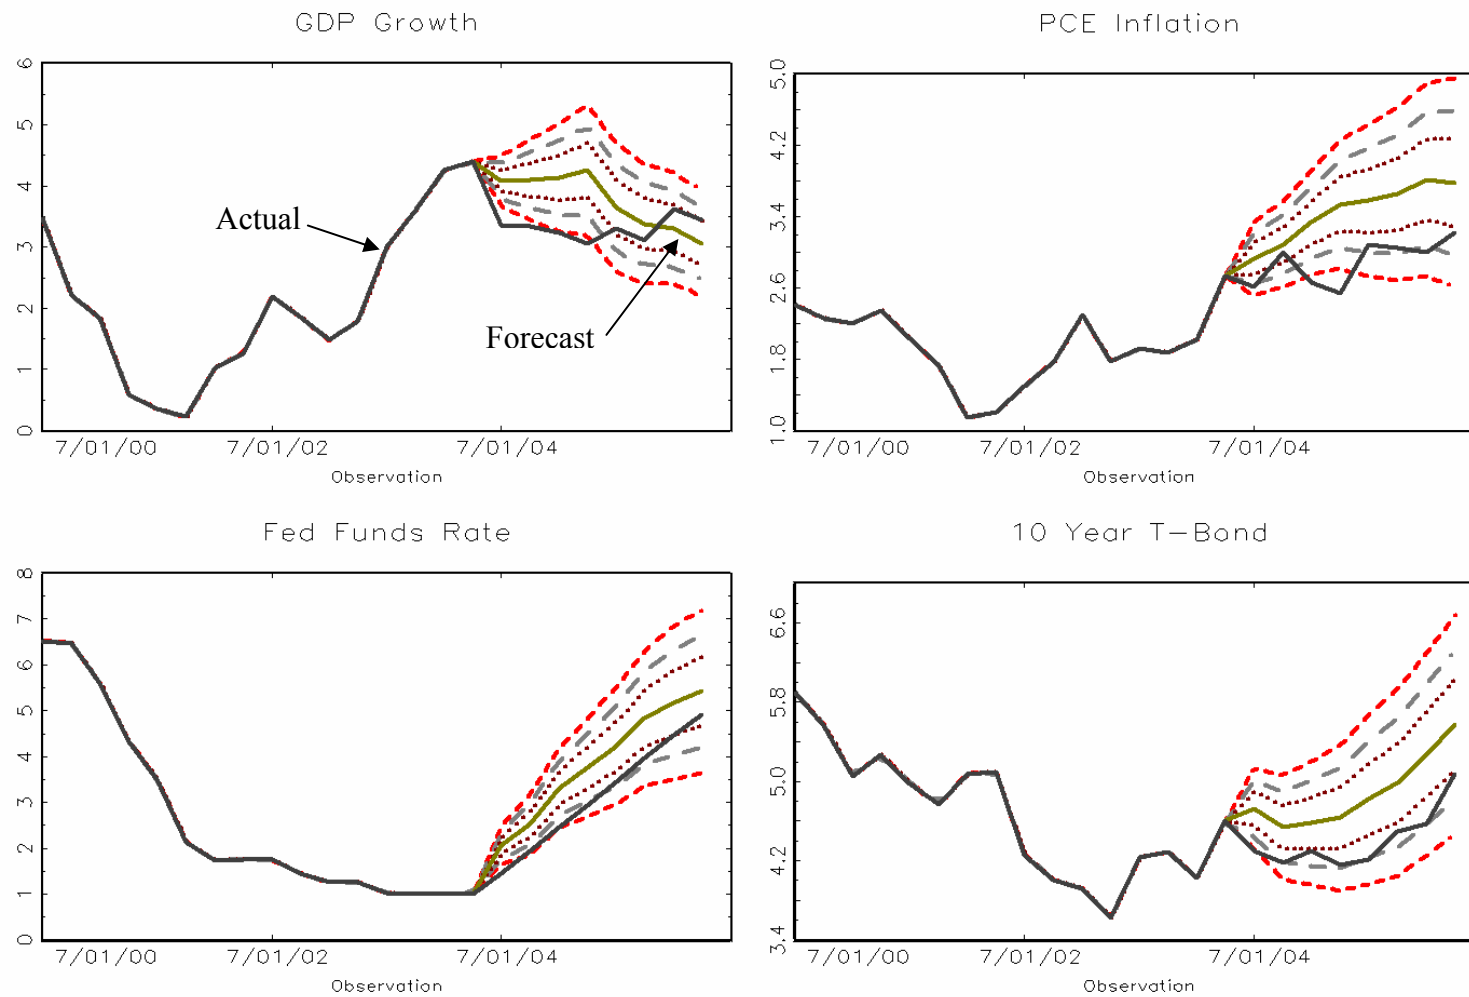 GDP Growth
6
5
4
3
2
1
0
Actual
Forecast
7/01/00 7/01/02 7/01/04
Observation
PCE Inflation
5.0
4.2
3.4
2.6
1.8
1.0
7/01/00 7/01/02 7/01/04
Observation
Fed Funds Rate
8
7
6
5
4
3
2
1
0
7/01/00 7/01/02 7/01/04
Observation
10 Year T-Bond
6.6
5.8
5.0
4.2
3.4
7/01/00 7/01/02 7/01/04
Observation